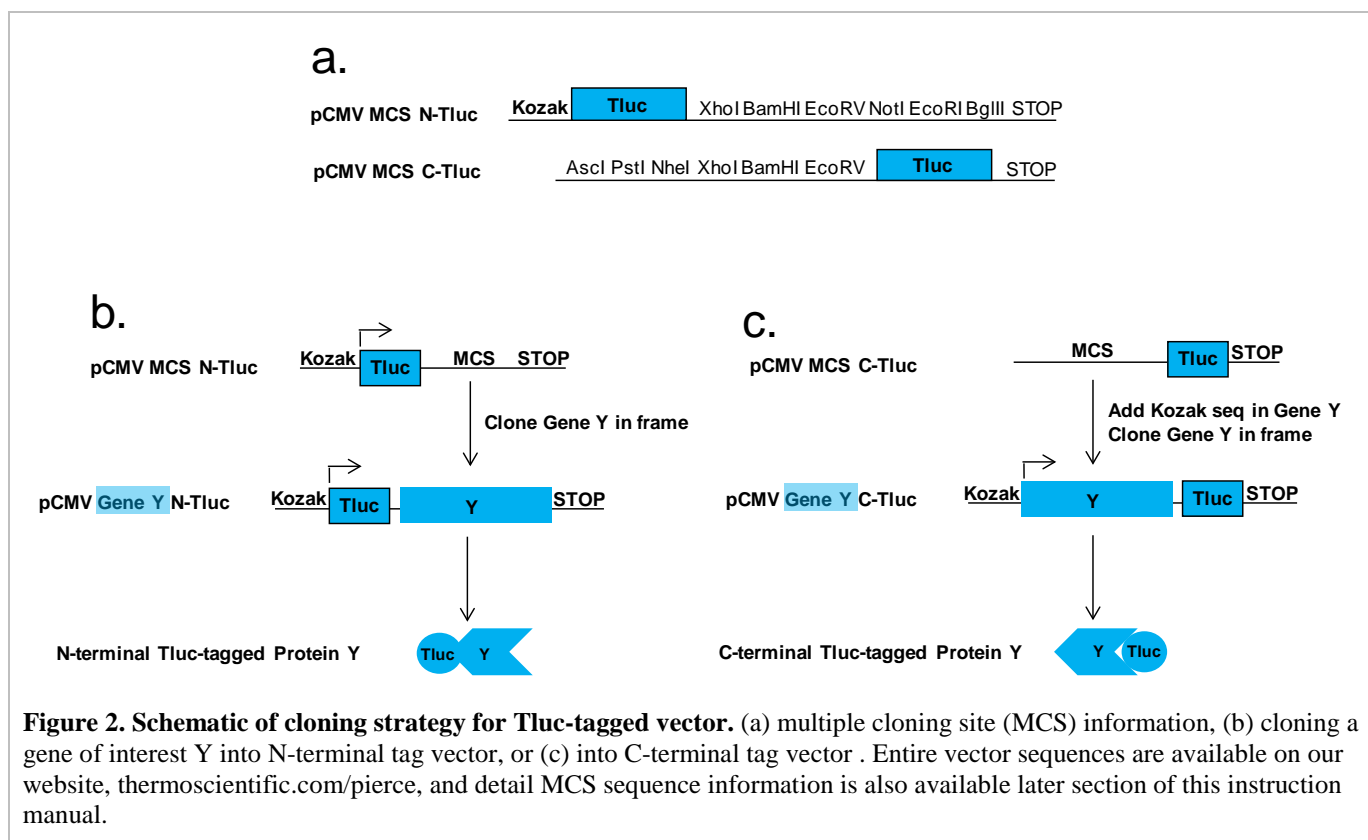 a.
pCMV MCS N-Tluc
Kozak Tluc XhoI BamHI EcoRV NotI EcoRI BglII STOP
pCMV MCS C-Tluc
AscI PstI NheI XhoI BamHI EcoRV Tluc STOP
b.
pCMV MCS N-Tluc
Kozak Tluc MCS STOP
Clone Gene Y in frame
pCMV Gene Y N-Tluc
Kozak Tluc Y STOP
N-terminal Tluc-tagged Protein Y
Tluc Y
c.
pCMV MCS C-Tluc
MCS Tluc STOP
Add Kozak seq in Gene Y
Clone Gene Y in frame
pCMV Gene Y C-Tluc
Kozak Y Tluc STOP
C-terminal Tluc-tagged Protein Y
Y Tluc
Figure 2. Schematic of cloning strategy for Tluc-tagged vector. (a) multiple cloning site (MCS) information, (b) cloning a
gene of interest Y into N-terminal tag vector, or (c) into C-terminal tag vector . Entire vector sequences are available on our
website, thermoscientific.com/pierce, and detail MCS sequence information is also available later section of this instruction
manual.